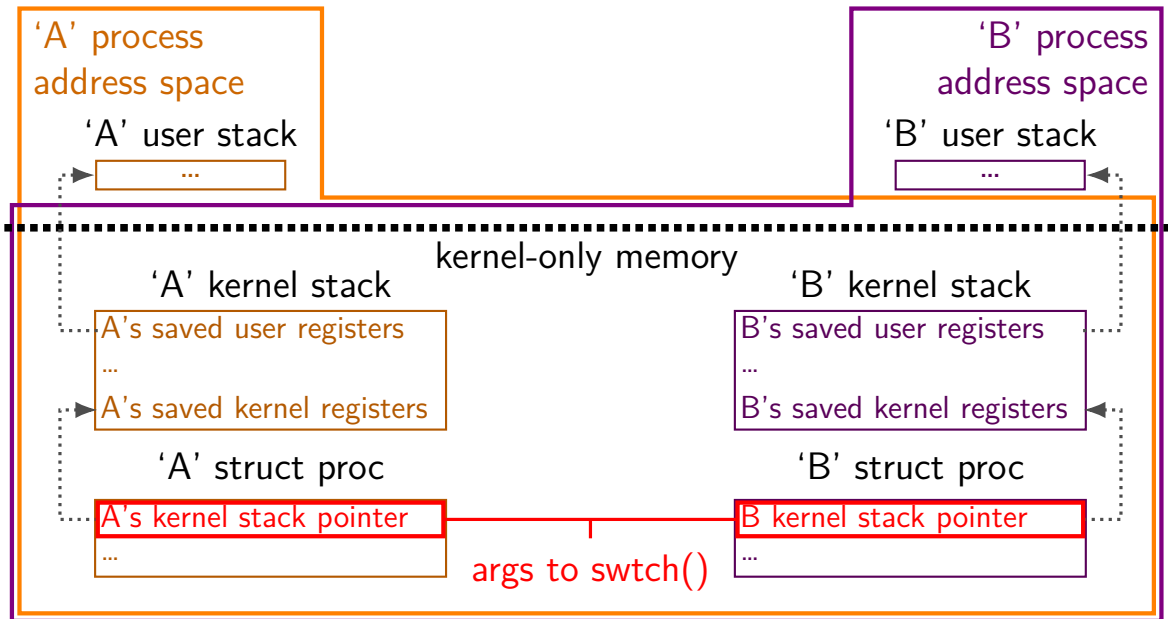 ‘A’ process
address space
‘B’ process
address space
‘A’ user stack
...
‘B’ user stack
...
kernel-only memory
‘A’ kernel stack
A's saved user registers
...
A's saved kernel registers
‘B’ kernel stack
B's saved user registers
...
B's saved kernel registers
‘A’ struct proc
A's kernel stack pointer
...
‘B’ struct proc
B kernel stack pointer
...
args to swtch()